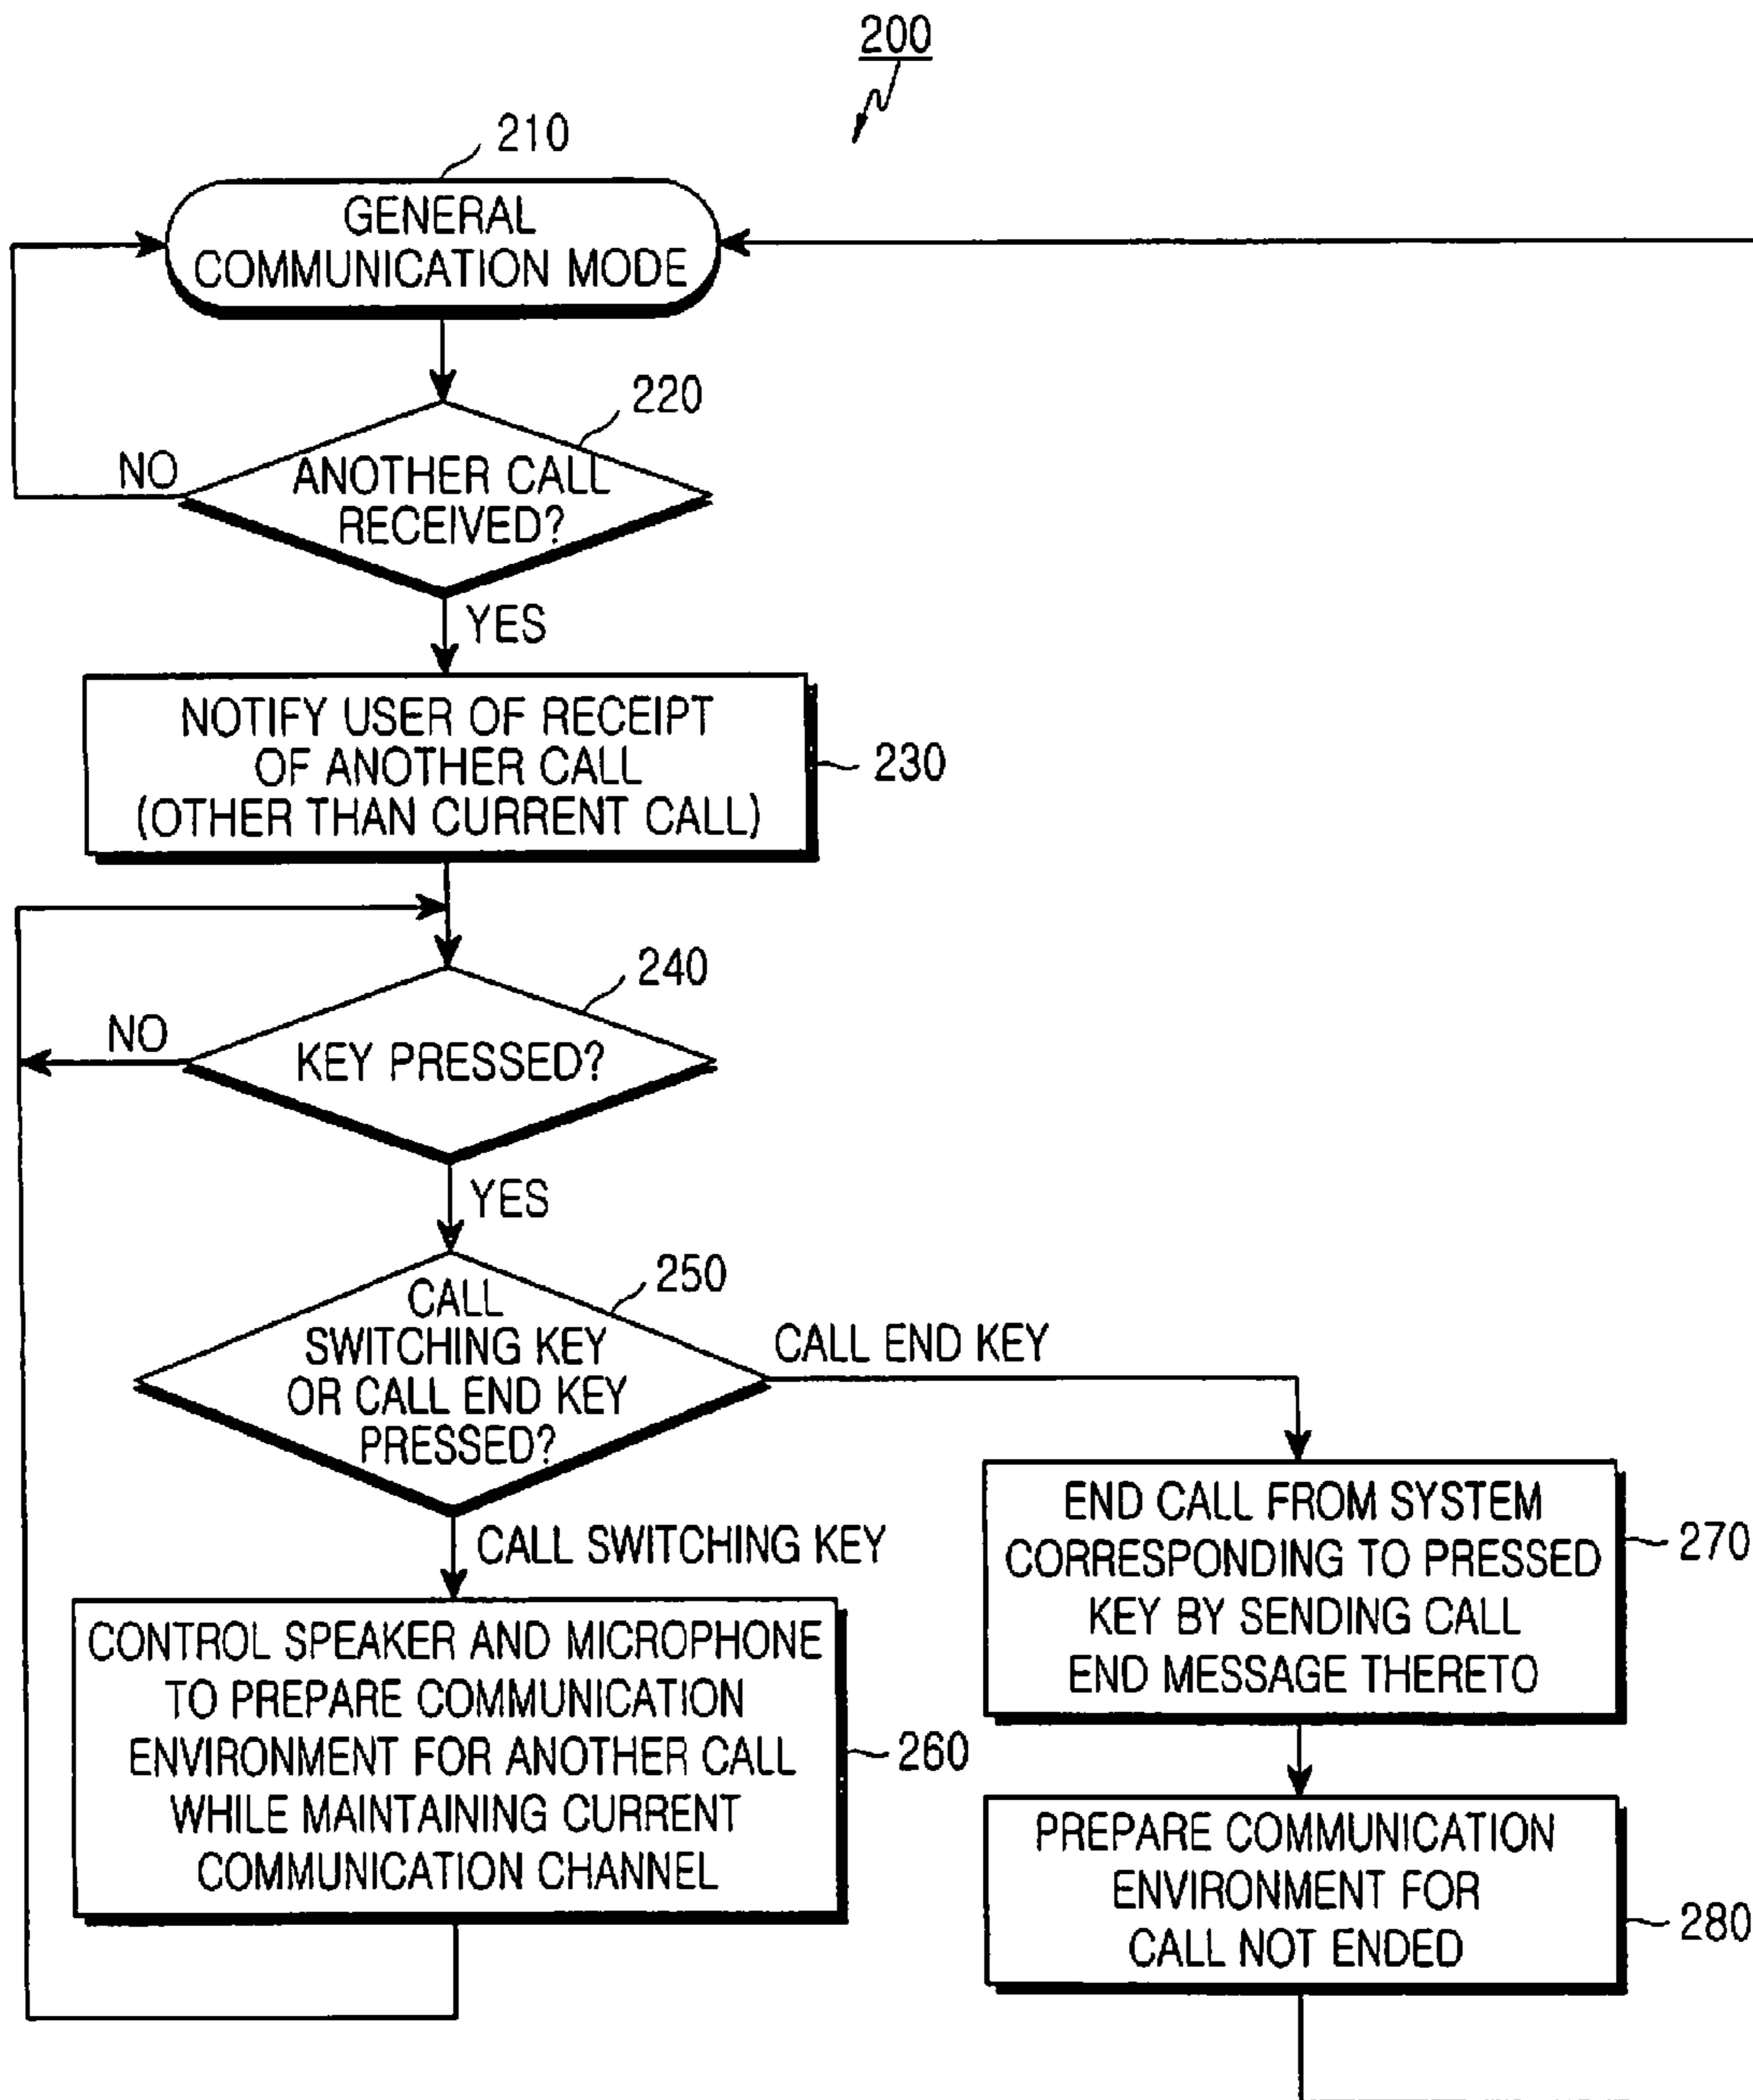 200
210
GENERAL
COMMUNICATION MODE
220
NO
ANOTHER CALL
RECEIVED?
YES
NOTIFY USER OF RECEIPT
OF ANOTHER CALL
(OTHER THAN CURRENT CALL)
230
240
NO
KEY PRESSED?
YES
250
CALL
SWITCHING KEY
OR CALL END KEY
PRESSED?
CALL END KEY
CALL SWITCHING KEY
END CALL FROM SYSTEM
CORRESPONDING TO PRESSED
KEY BY SENDING CALL
END MESSAGE THERETO
270
CONTROL SPEAKER AND MICROPHONE
TO PREPARE COMMUNICATION
ENVIRONMENT FOR ANOTHER CALL
WHILE MAINTAINING CURRENT
COMMUNICATION CHANNEL
260
PREPARE COMMUNICATION
ENVIRONMENT FOR
CALL NOT ENDED
280